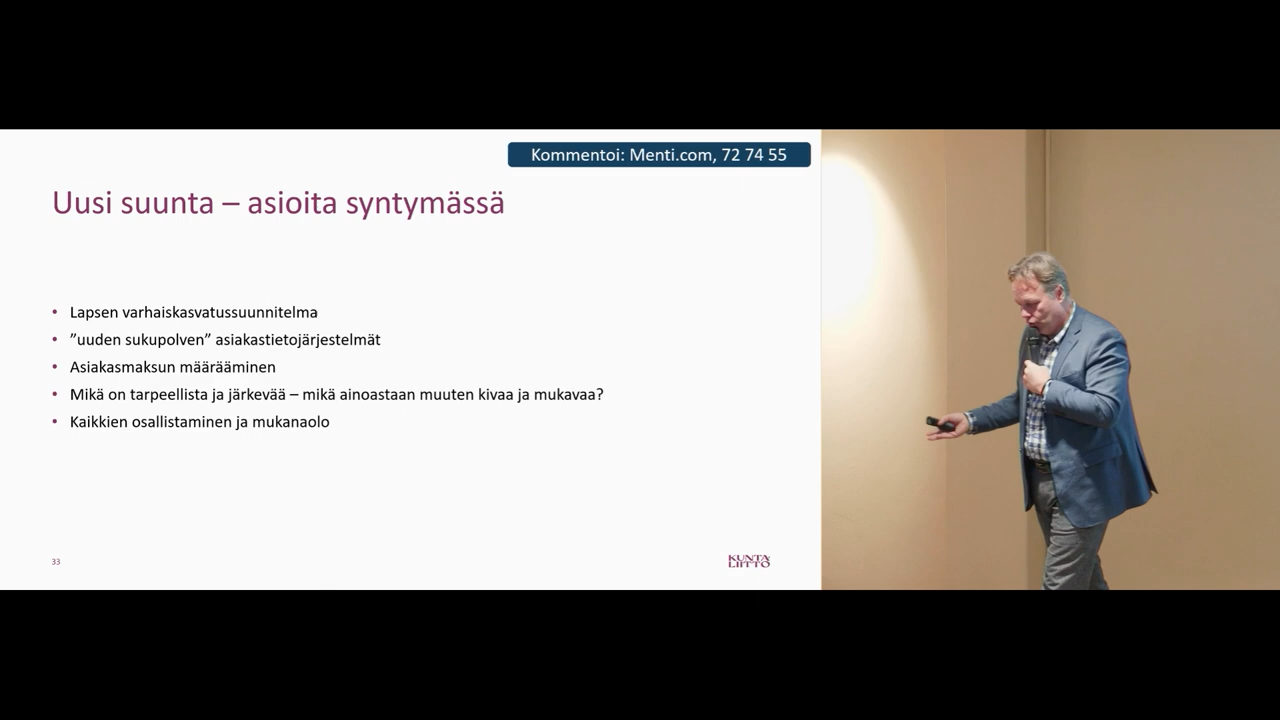 Kommentoi: Menti.com, 72 74 55
Uusi suunta – asioita syntymässä
• Lapsen varhaiskasvatussuunnitelma
• ”uuden sukupolven” asiakastietojärjestelmät
• Asiakasmaksun määrääminen
• Mikä on tarpeellista ja järkevää – mikä ainoastaan muuten kivaa ja mukavaa?
• Kaikkien osallistaminen ja mukanaolo
33
KUNTA
LIITTO